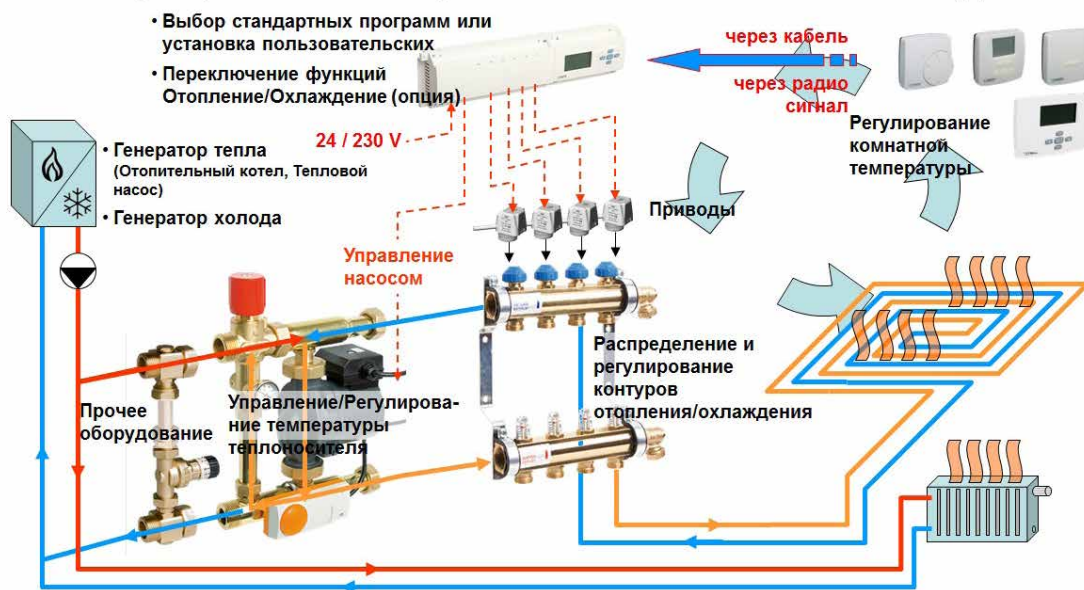 • Выбор стандартных программ или
установка пользовательских
• Переключение функций
Отопление/Охлаждение (опция)
через кабель
через радио
сигнал
24 / 230 V
Регулирование
комнатной
температуры
• Генератор тепла
(Отопительный котел, Тепловой
насос)
• Генератор холода
Приводы
Управление
насосом
Распределение и
регулирование
контуров
отопления/охлаждения
Прочее
оборудование
Управление/Регулирова-
ние температуры
теплоносителя